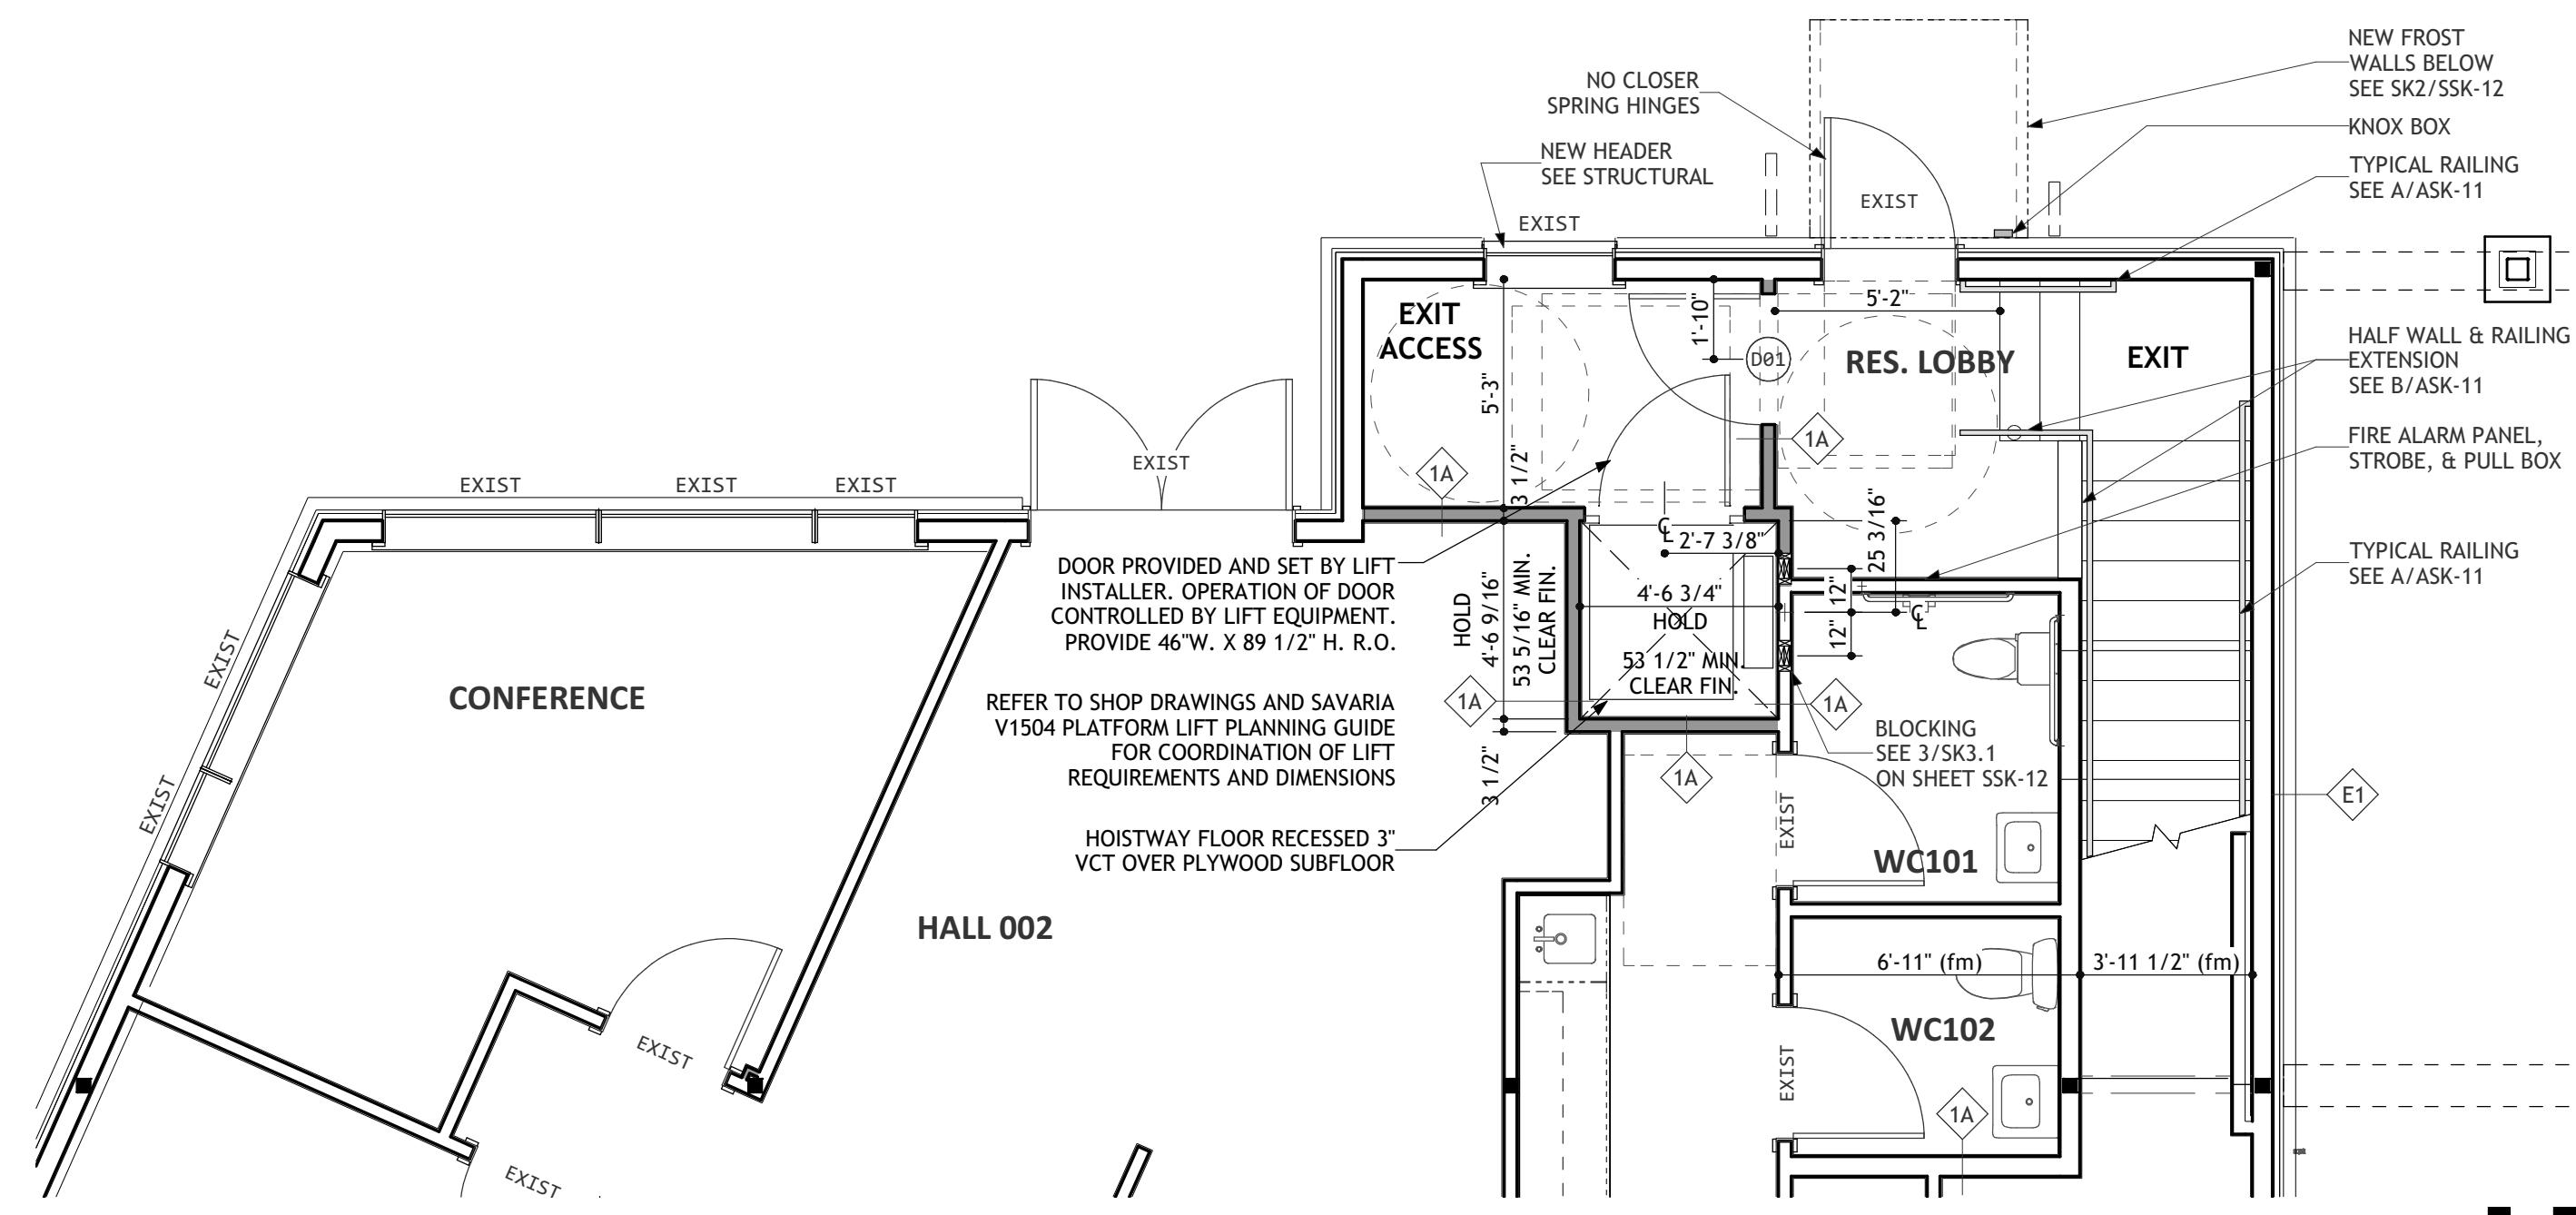 NEW FROST
WALLS BELOW
SEE SK2/SSK-12
KNOX BOX
TYPICAL RAILING
SEE A/ASK-11
NO CLOSER
SPRING HINGES
NEW HEADER
SEE STRUCTURAL
EXIST
EXIST
EXIT
ACCESS
5'-3"
1'-10"
D01
5'-2"
RES. LOBBY
EXIT
HALF WALL & RAILING
EXTENSION
SEE B/ASK-11
FIRE ALARM PANEL,
STROBE, & PULL BOX
TYPICAL RAILING
SEE A/ASK-11
EXIST
EXIST
EXIST
EXIST
1A
1A
3 1/2"
DOOR PROVIDED AND SET BY LIFT
INSTALLER. OPERATION OF DOOR
CONTROLLED BY LIFT EQUIPMENT.
PROVIDE 46"W. X 89 1/2" H. R.O.
REFER TO SHOP DRAWINGS AND SAVARIA
V1504 PLATFORM LIFT PLANNING GUIDE
FOR COORDINATION OF LIFT
REQUIREMENTS AND DIMENSIONS
HOISTWAY FLOOR RECESSED 3"
VCT OVER PLYWOOD SUBFLOOR
HOLD
4'-6 9/16"
53 5/16" MIN.
CLEAR FIN.
3 1/2"
CL
2'-7 3/8"
4'-6 3/4"
HOLD
53 1/2" MIN.
CLEAR FIN.
25 3/16"
12"
12"
CL
1A
1A
1A
BLOCKING
SEE 3/SK3.1
ON SHEET SSK-12
E1
EXIST
EXIST
CONFERENCE
HALL 002
EXIST
WC101
6'-11" (fm)
3'-11 1/2" (fm)
WC102
EXIST
1A
EXIST
EXIST